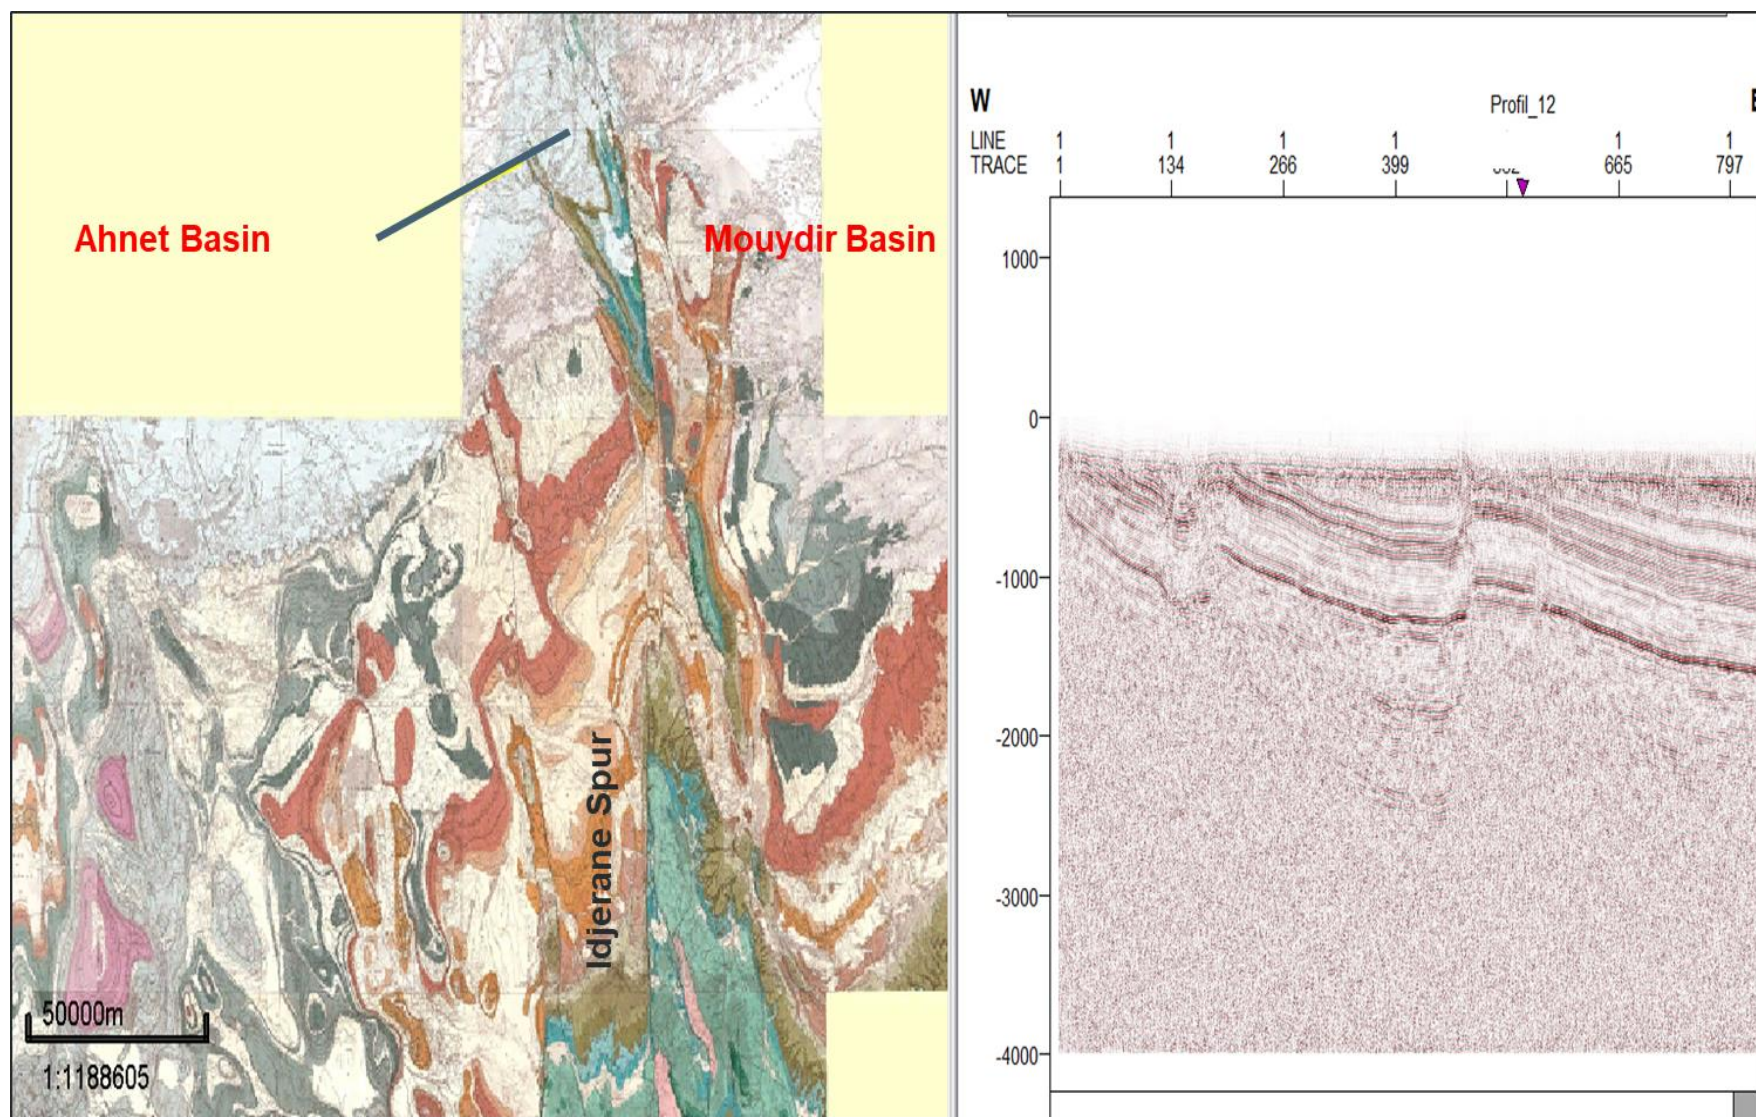 Ahnet Basin
Mouydir Basin
Idjerane Spur
50000m
1:1188605
W
Profil_12
LINE 1 1 1 1 1 1
TRACE 1 134 266 399 665 797
1000
0
-1000
-2000
-3000
-4000